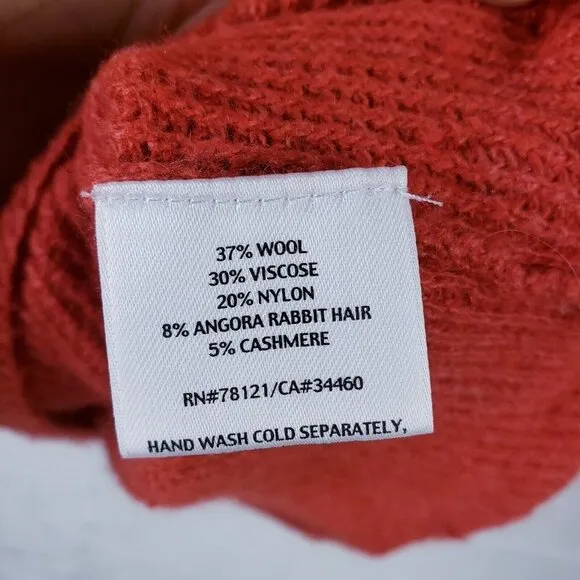 37% WOOL
30% VISCOSE
20% NYLON
8% ANGORA RABBIT HAIR
5% CASHMERE
RN#78121/CA#34460
HAND WASH COLD SEPARATELY,